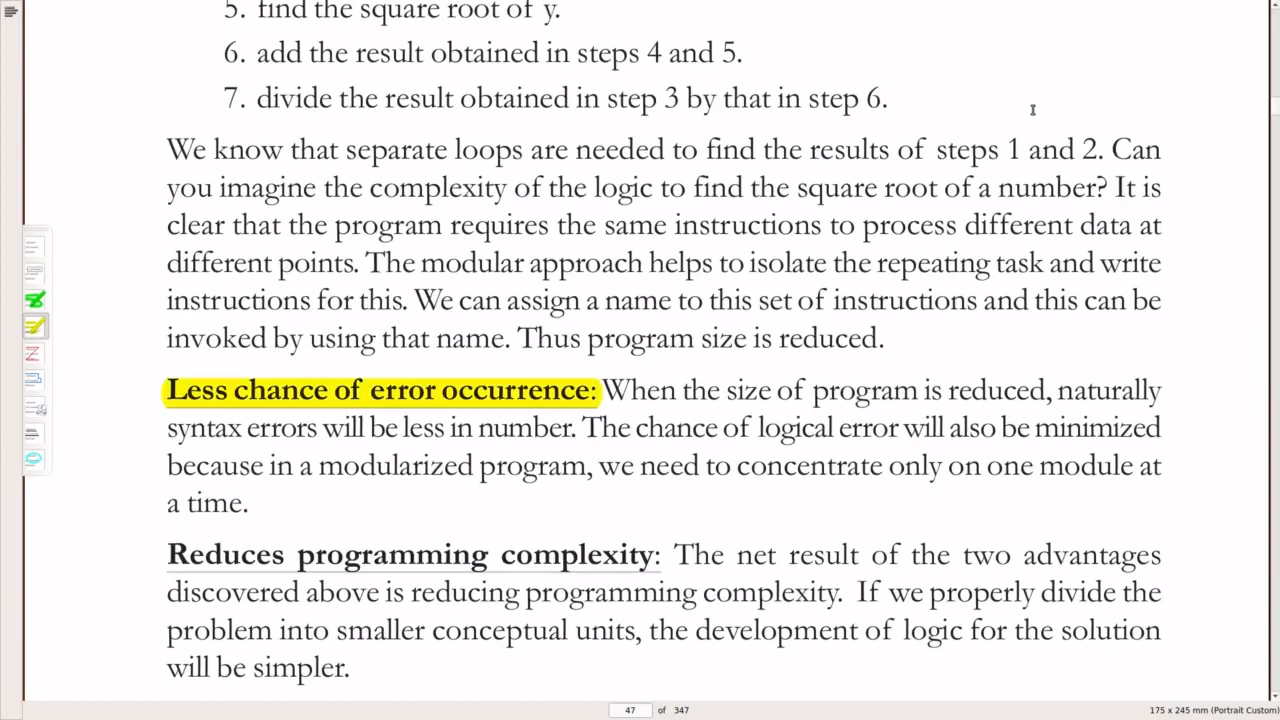 5. find the square root of y.
6. add the result obtained in steps 4 and 5.
7. divide the result obtained in step 3 by that in step 6.
We know that separate loops are needed to find the results of steps 1 and 2. Can
you imagine the complexity of the logic to find the square root of a number? It is
clear that the program requires the same instructions to process different data at
different points. The modular approach helps to isolate the repeating task and write
instructions for this. We can assign a name to this set of instructions and this can be
invoked by using that name. Thus program size is reduced.
Less chance of error occurrence: When the size of program is reduced, naturally
syntax errors will be less in number. The chance of logical error will also be minimized
because in a modularized program, we need to concentrate only on one module at
a time.
Reduces programming complexity: The net result of the two advantages
discovered above is reducing programming complexity. If we properly divide the
problem into smaller conceptual units, the development of logic for the solution
will be simpler.
47 of 347 175 x 245 mm (Portrait Custom)